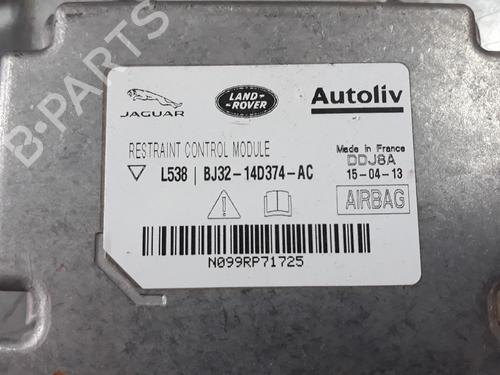 B-PARTS
JAGUAR
LAND-
ROVER
Autoliv
RESTRAINT CONTROL MODULE
Made in France
DDJ8A
L538 | BJ32-14D374-AC
15-04-13
AIRBAG
N099RP71725